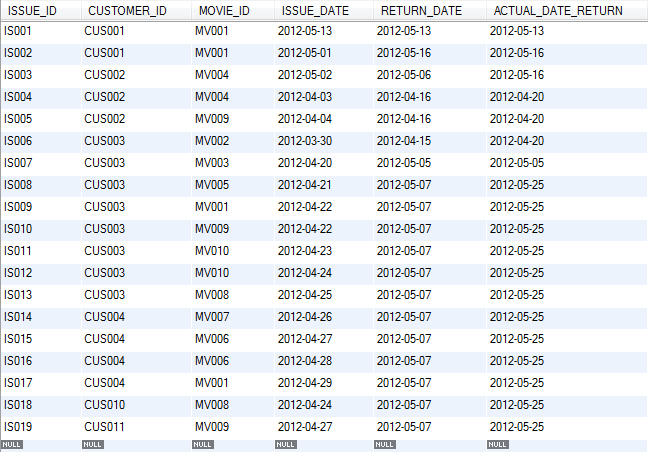 ISSUE_ID CUSTOMER_ID MOVIE_ID ISSUE_DATE RETURN_DATE ACTUAL_DATE_RETURN
IS001 CUS001 MV001 2012-05-13 2012-05-13 2012-05-13
IS002 CUS001 MV001 2012-05-01 2012-05-16 2012-05-16
IS003 CUS002 MV004 2012-05-02 2012-05-06 2012-05-16
IS004 CUS002 MV004 2012-04-03 2012-04-16 2012-04-20
IS005 CUS002 MV009 2012-04-04 2012-04-16 2012-04-20
IS006 CUS003 MV002 2012-03-30 2012-04-15 2012-04-20
IS007 CUS003 MV003 2012-04-20 2012-05-05 2012-05-05
IS008 CUS003 MV005 2012-04-21 2012-05-07 2012-05-25
IS009 CUS003 MV001 2012-04-22 2012-05-07 2012-05-25
IS010 CUS003 MV009 2012-04-22 2012-05-07 2012-05-25
IS011 CUS003 MV010 2012-04-23 2012-05-07 2012-05-25
IS012 CUS003 MV010 2012-04-24 2012-05-07 2012-05-25
IS013 CUS003 MV008 2012-04-25 2012-05-07 2012-05-25
IS014 CUS004 MV007 2012-04-26 2012-05-07 2012-05-25
IS015 CUS004 MV006 2012-04-27 2012-05-07 2012-05-25
IS016 CUS004 MV006 2012-04-28 2012-05-07 2012-05-25
IS017 CUS004 MV001 2012-04-29 2012-05-07 2012-05-25
IS018 CUS010 MV008 2012-04-24 2012-05-07 2012-05-25
IS019 CUS011 MV009 2012-04-27 2012-05-07 2012-05-25
NULL NULL NULL NULL NULL NULL